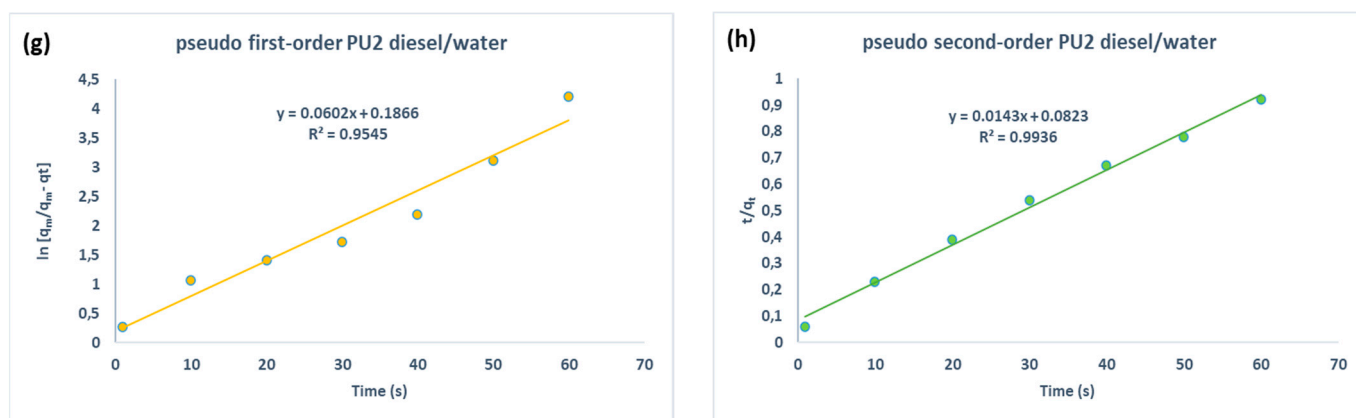 (g)
pseudo first-order PU2 diesel/water
y = 0.0602x + 0.1866
R² = 0.9545
ln [qₘ/qₘ- qt]
4,5
4
3,5
3
2,5
2
1,5
1
0,5
0
0 10 20 30 40 50 60 70
Time (s)
(h)
pseudo second-order PU2 diesel/water
y = 0.0143x + 0.0823
R² = 0.9936
t/qₜ
1
0,9
0,8
0,7
0,6
0,5
0,4
0,3
0,2
0,1
0
0 10 20 30 40 50 60 70
Time (s)